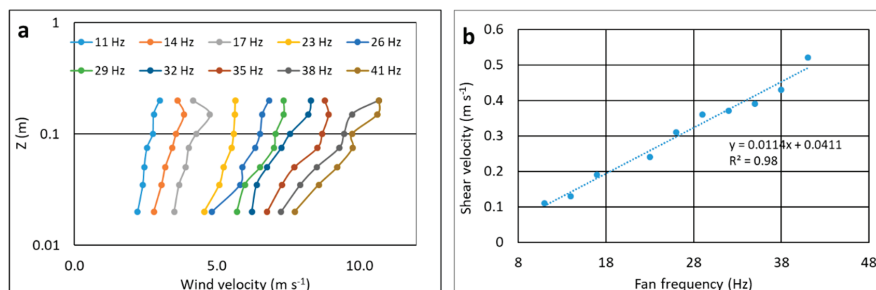 a
11 Hz 14 Hz 17 Hz 23 Hz 26 Hz
29 Hz 32 Hz 35 Hz 38 Hz 41 Hz
1
0.1
0.01
Z (m)
0.0 5.0 10.0
Wind velocity (m s⁻¹)
b
Shear velocity (m s⁻¹)
0.6
0.5
0.4
0.3
0.2
0.1
0
y = 0.0114x + 0.0411
R² = 0.98
8 18 28 38 48
Fan frequency (Hz)